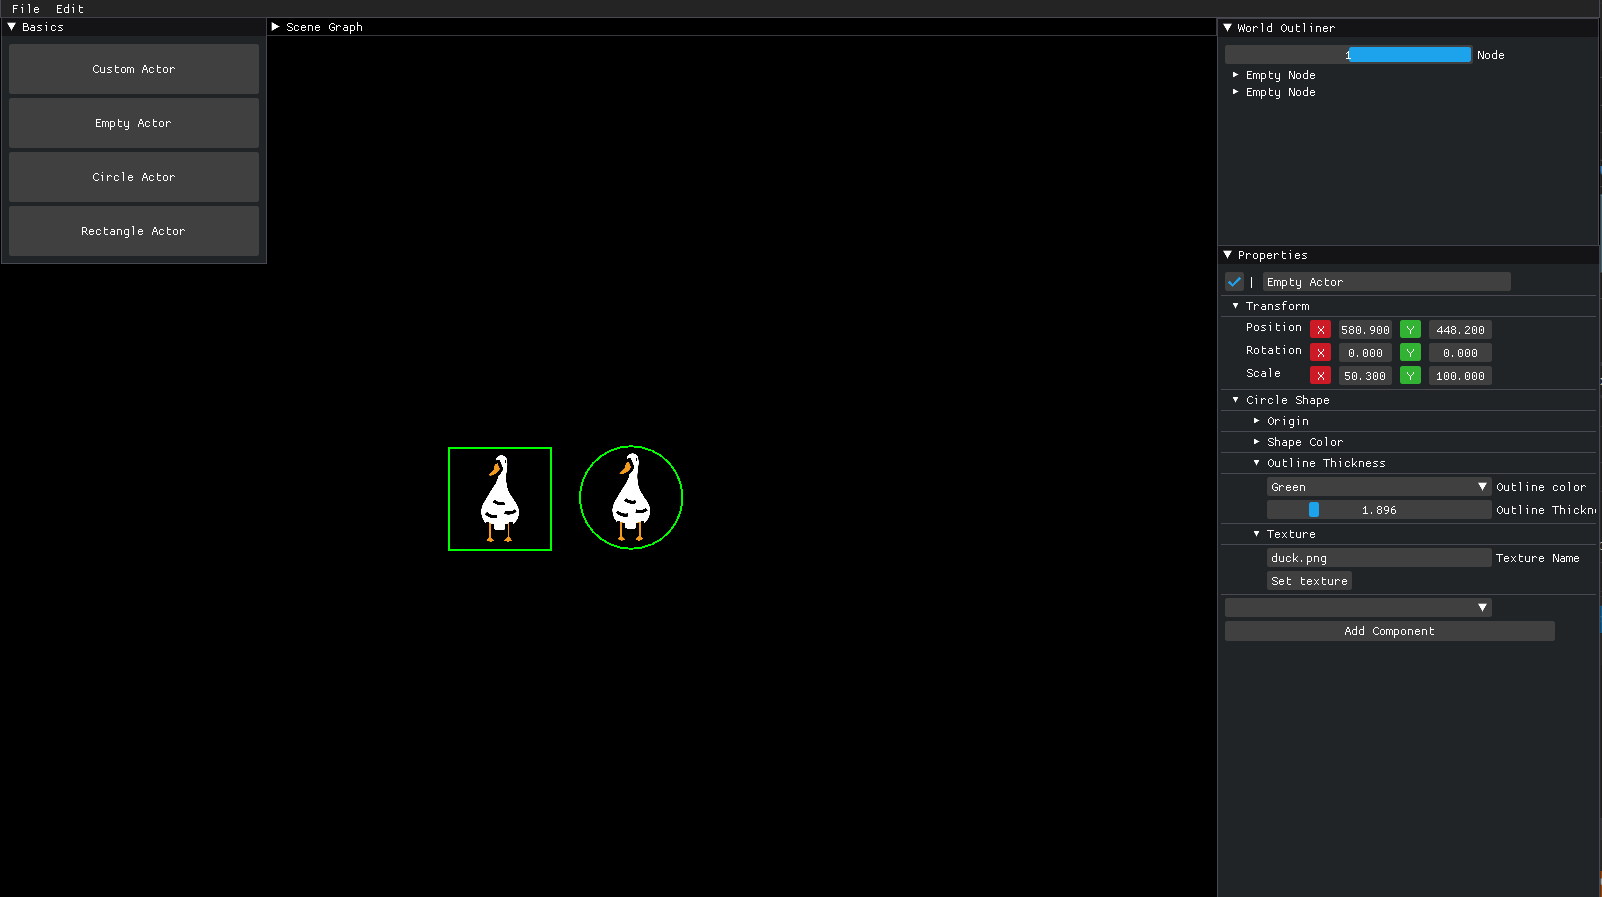 File Edit
Basics
Custom Actor
Empty Actor
Circle Actor
Rectangle Actor
Scene Graph
World Outliner
1 Node
Empty Node
Empty Node
Properties
| Empty Actor
Transform
Position X 580.900 Y 448.200
Rotation X 0.000 Y 0.000
Scale X 50.300 Y 100.000
Circle Shape
Origin
Shape Color
Outline Thickness
Green Outline color
1.896 Outline Thickn
Texture
duck.png Texture Name
Set texture
Add Component